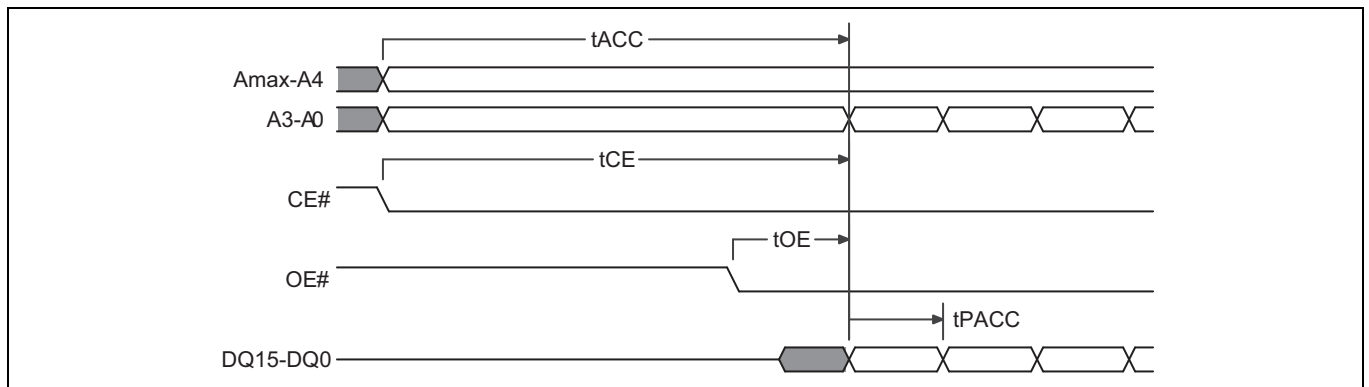 tACC
Amax-A4
A3-A0
tCE
CE#
tOE
OE#
tPACC
DQ15-DQ0